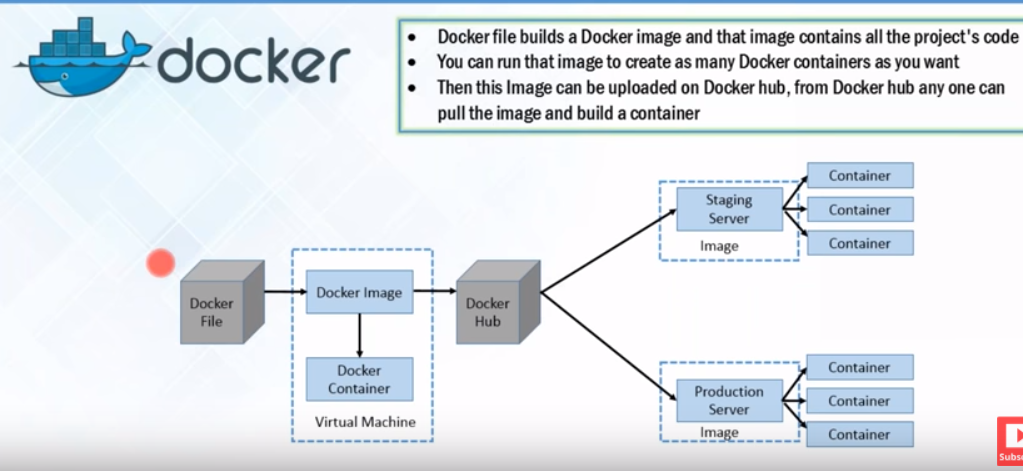 docker
Docker file builds a Docker image and that image contains all the project's code
You can run that image to create as many Docker containers as you want
Then this Image can be uploaded on Docker hub, from Docker hub any one can
pull the image and build a container
Docker
File
Docker Image
Docker
Container
Virtual Machine
Docker
Hub
Staging
Server
Image
Container
Container
Container
Production
Server
Image
Container
Container
Container